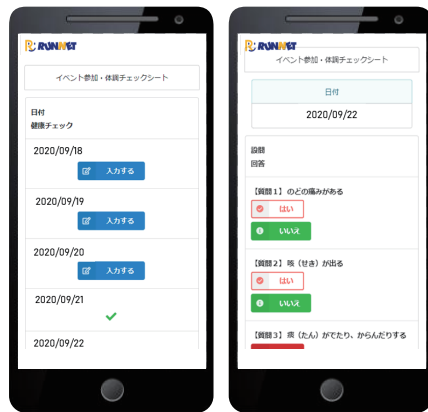 RUNNET
イベント参加・体調チェックシート
日付
健康チェック
2020/09/18
入力する
2020/09/19
入力する
2020/09/20
入力する
2020/09/21
2020/09/22
RUNNET
イベント参加・体調チェックシート
日付
2020/09/22
設問
回答
【質問1】のどの痛みがある
はい
いいえ
【質問2】咳（せき）が出る
はい
いいえ
【質問3】痰（たん）がでたり、からんだりする